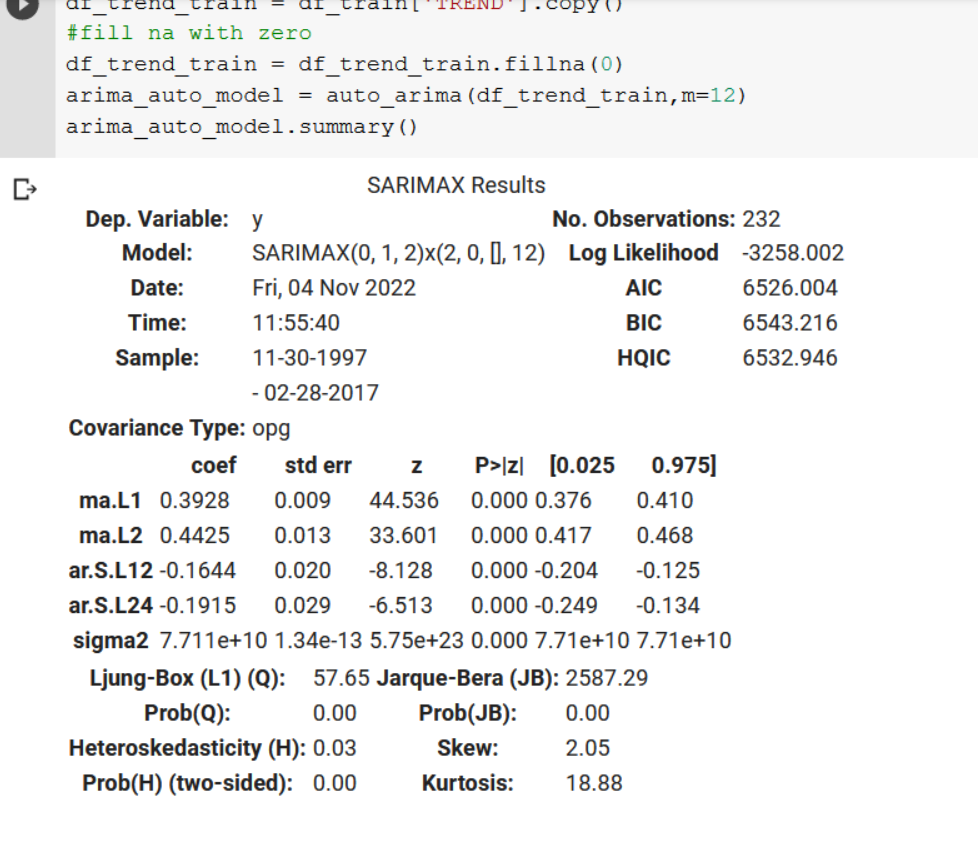 df_trend_train = df_train['TREND'].copy()
#fill na with zero
df_trend_train = df_trend_train.fillna(0)
arima_auto_model = auto_arima(df_trend_train,m=12)
arima_auto_model.summary()
SARIMAX Results
Dep. Variable: y No. Observations: 232
Model: SARIMAX(0, 1, 2)x(2, 0, [], 12) Log Likelihood -3258.002
Date: Fri, 04 Nov 2022 AIC 6526.004
Time: 11:55:40 BIC 6543.216
Sample: 11-30-1997 HQIC 6532.946
- 02-28-2017
Covariance Type: opg
coef std err z P>|z| [0.025 0.975]
ma.L1 0.3928 0.009 44.536 0.000 0.376 0.410
ma.L2 0.4425 0.013 33.601 0.000 0.417 0.468
ar.S.L12 -0.1644 0.020 -8.128 0.000 -0.204 -0.125
ar.S.L24 -0.1915 0.029 -6.513 0.000 -0.249 -0.134
sigma2 7.711e+10 1.34e-13 5.75e+23 0.000 7.71e+10 7.71e+10
Ljung-Box (L1) (Q): 57.65 Jarque-Bera (JB): 2587.29
Prob(Q): 0.00 Prob(JB): 0.00
Heteroskedasticity (H): 0.03 Skew: 2.05
Prob(H) (two-sided): 0.00 Kurtosis: 18.88